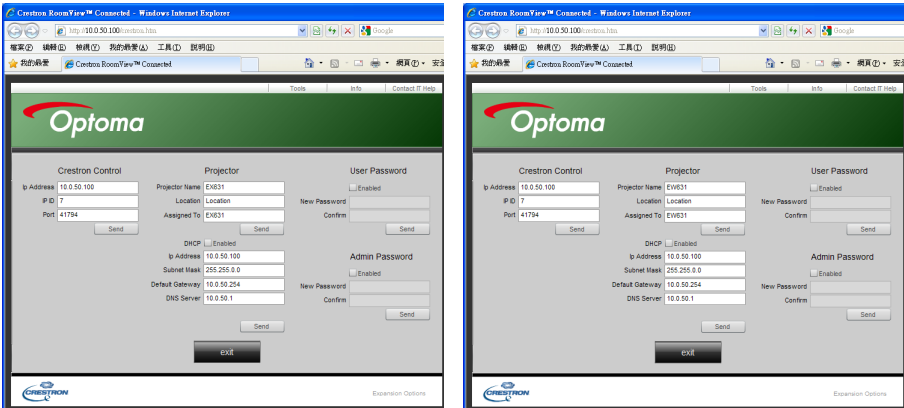 Crestron RoomView™ Connected - Windows Internet Explorer
http://10.0.50.100/crestron.htm
Google
檔案(F) 編輯(E) 檢視(V) 我的最愛(A) 工具(T) 說明(H)
我的最愛 Crestron RoomView™ Connected 網頁(P) 安全
Tools Info Contact IT Help
Optoma
Crestron Control Projector User Password
Ip Address 10.0.50.100 Projector Name EX631 Enabled
IP ID 7 Location Location New Password
Port 41794 Assigned To EX631 Confirm
Send Send Send
DHCP Enabled
Ip Address 10.0.50.100 Admin Password
Subnet Mask 255.255.0.0 Enabled
Default Gateway 10.0.50.254 New Password
DNS Server 10.0.50.1 Confirm
Send Send
exit
CRESTRON Expansion Options
Crestron RoomView™ Connected - Windows Internet Explorer
http://10.0.50.100/crestron.htm
Google
檔案(F) 編輯(E) 檢視(V) 我的最愛(A) 工具(T) 說明(H)
我的最愛 Crestron RoomView™ Connected 網頁(P) 安全
Tools Info Contact IT Help
Optoma
Crestron Control Projector User Password
Ip Address 10.0.50.100 Projector Name EW631 Enabled
IP ID 7 Location Location New Password
Port 41794 Assigned To EW631 Confirm
Send Send Send
DHCP Enabled
Ip Address 10.0.50.100 Admin Password
Subnet Mask 255.255.0.0 Enabled
Default Gateway 10.0.50.254 New Password
DNS Server 10.0.50.1 Confirm
Send Send
exit
CRESTRON Expansion Options